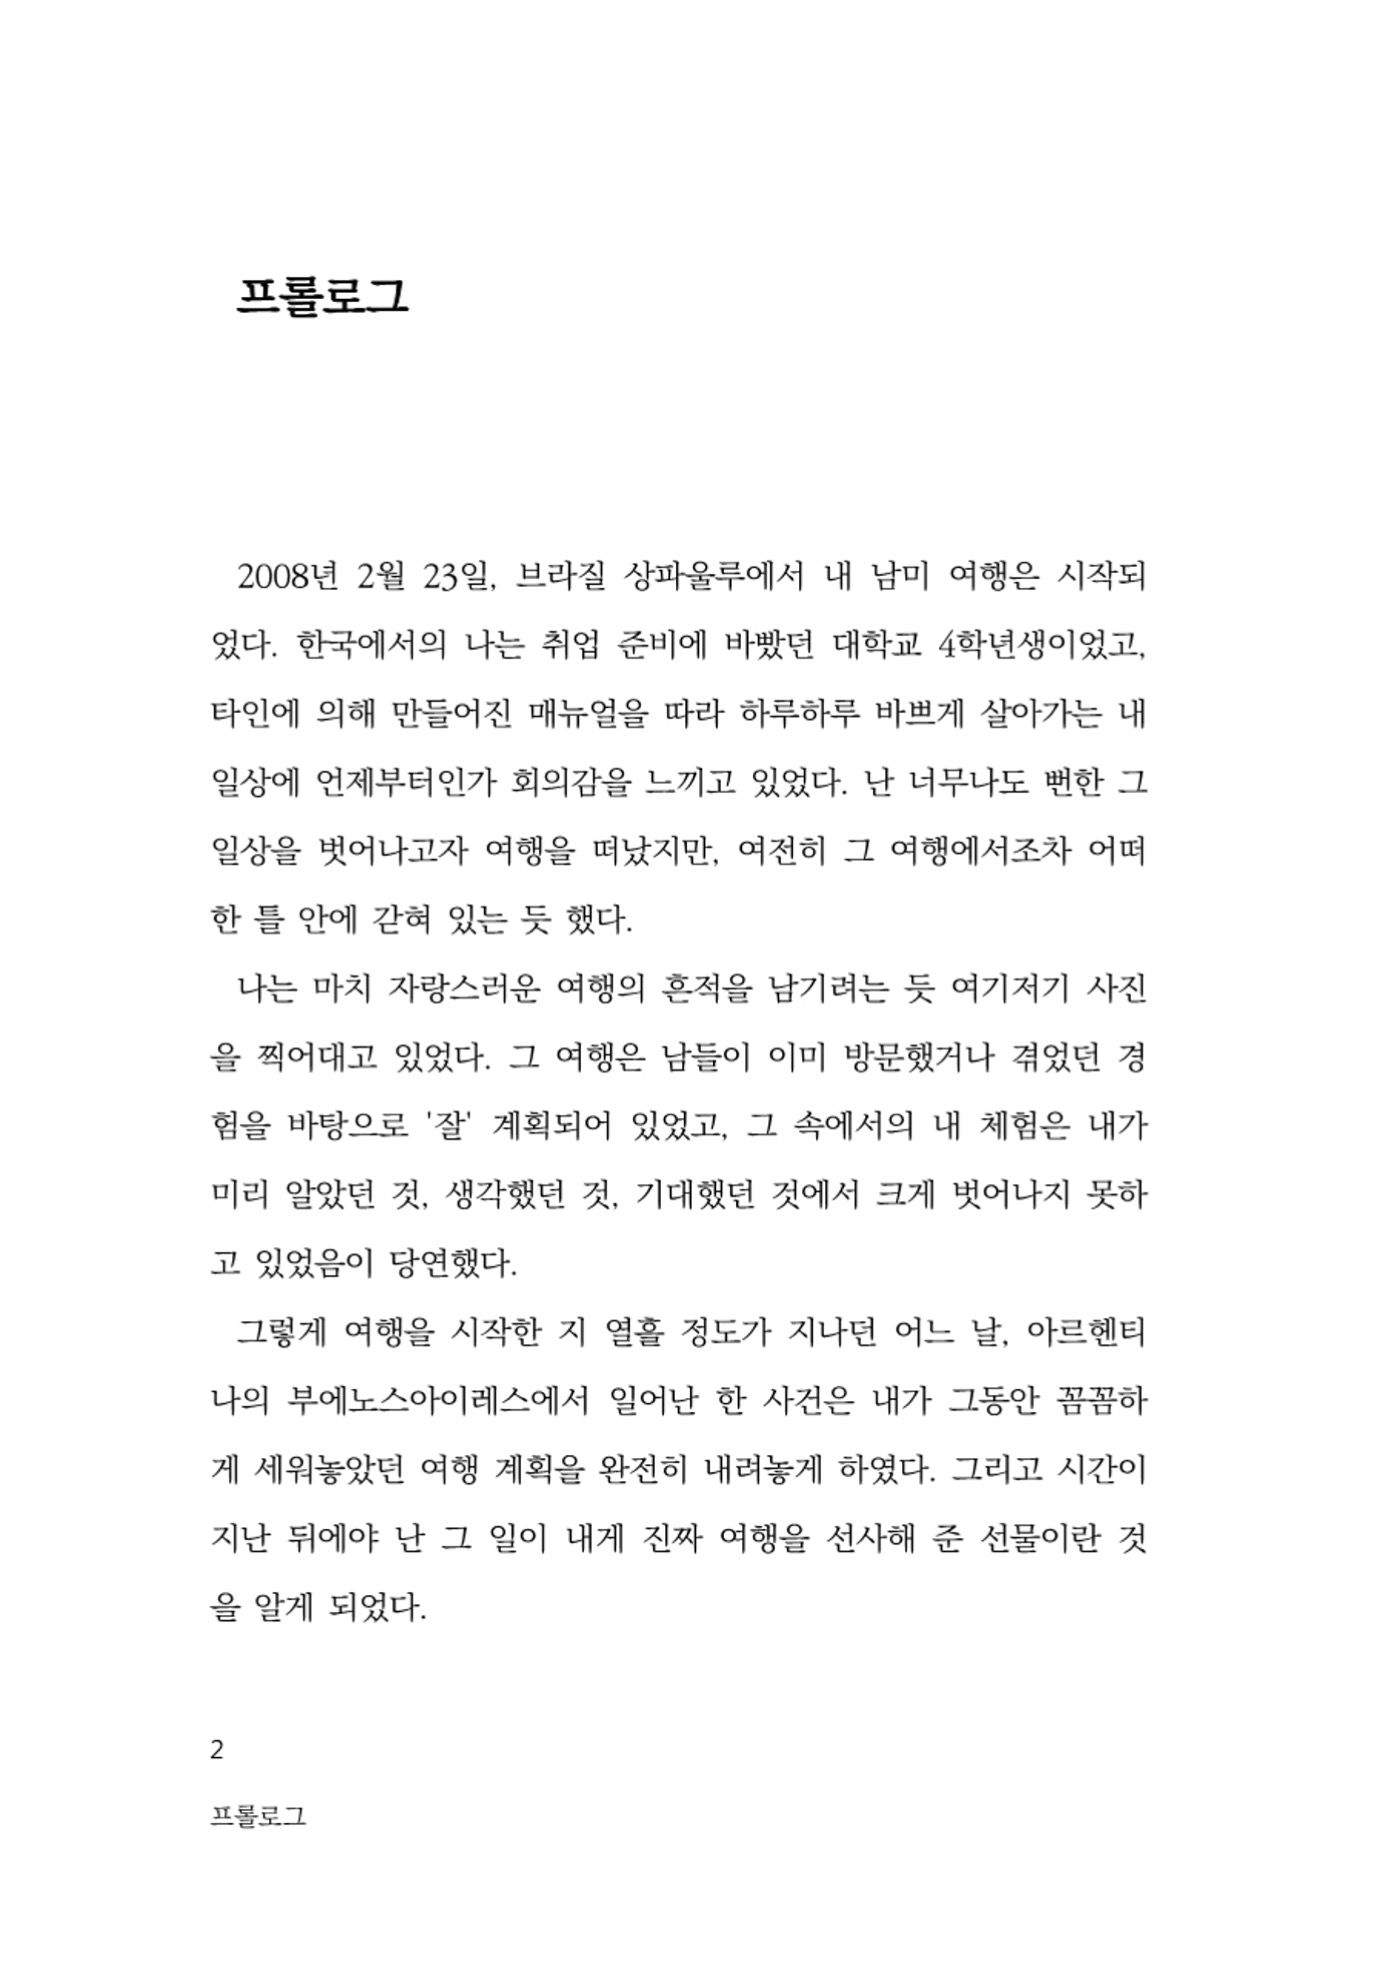 프롤로그
2008년 2월 23일, 브라질 상파울루에서 내 남미 여행은 시작되
었다. 한국에서의 나는 취업 준비에 바빴던 대학교 4학년생이었고,
타인에 의해 만들어진 매뉴얼을 따라 하루하루 바쁘게 살아가는 내
일상에 언제부터인가 회의감을 느끼고 있었다. 난 너무나도 뻔한 그
일상을 벗어나고자 여행을 떠났지만, 여전히 그 여행에서조차 어떠
한 틀 안에 갇혀 있는 듯 했다.
나는 마치 자랑스러운 여행의 흔적을 남기려는 듯 여기저기 사진
을 찍어대고 있었다. 그 여행은 남들이 이미 방문했거나 겪었던 경
험을 바탕으로 '잘' 계획되어 있었고, 그 속에서의 내 체험은 내가
미리 알았던 것, 생각했던 것, 기대했던 것에서 크게 벗어나지 못하
고 있었음이 당연했다.
그렇게 여행을 시작한 지 열흘 정도가 지나던 어느 날, 아르헨티
나의 부에노스아이레스에서 일어난 한 사건은 내가 그동안 꼼꼼하
게 세워놓았던 여행 계획을 완전히 내려놓게 하였다. 그리고 시간이
지난 뒤에야 난 그 일이 내게 진짜 여행을 선사해 준 선물이란 것
을 알게 되었다.
2
프롤로그